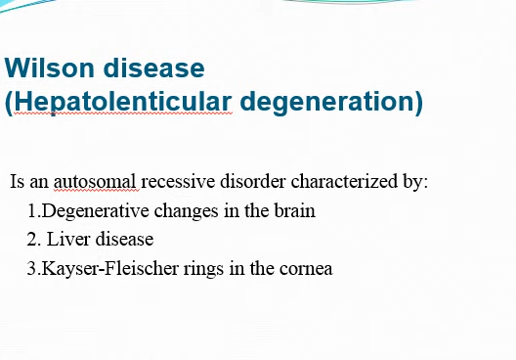 Wilson disease
(Hepatolenticular degeneration)
Is an autosomal recessive disorder characterized by:
1.Degenerative changes in the brain
2. Liver disease
3.Kayser-Fleischer rings in the cornea